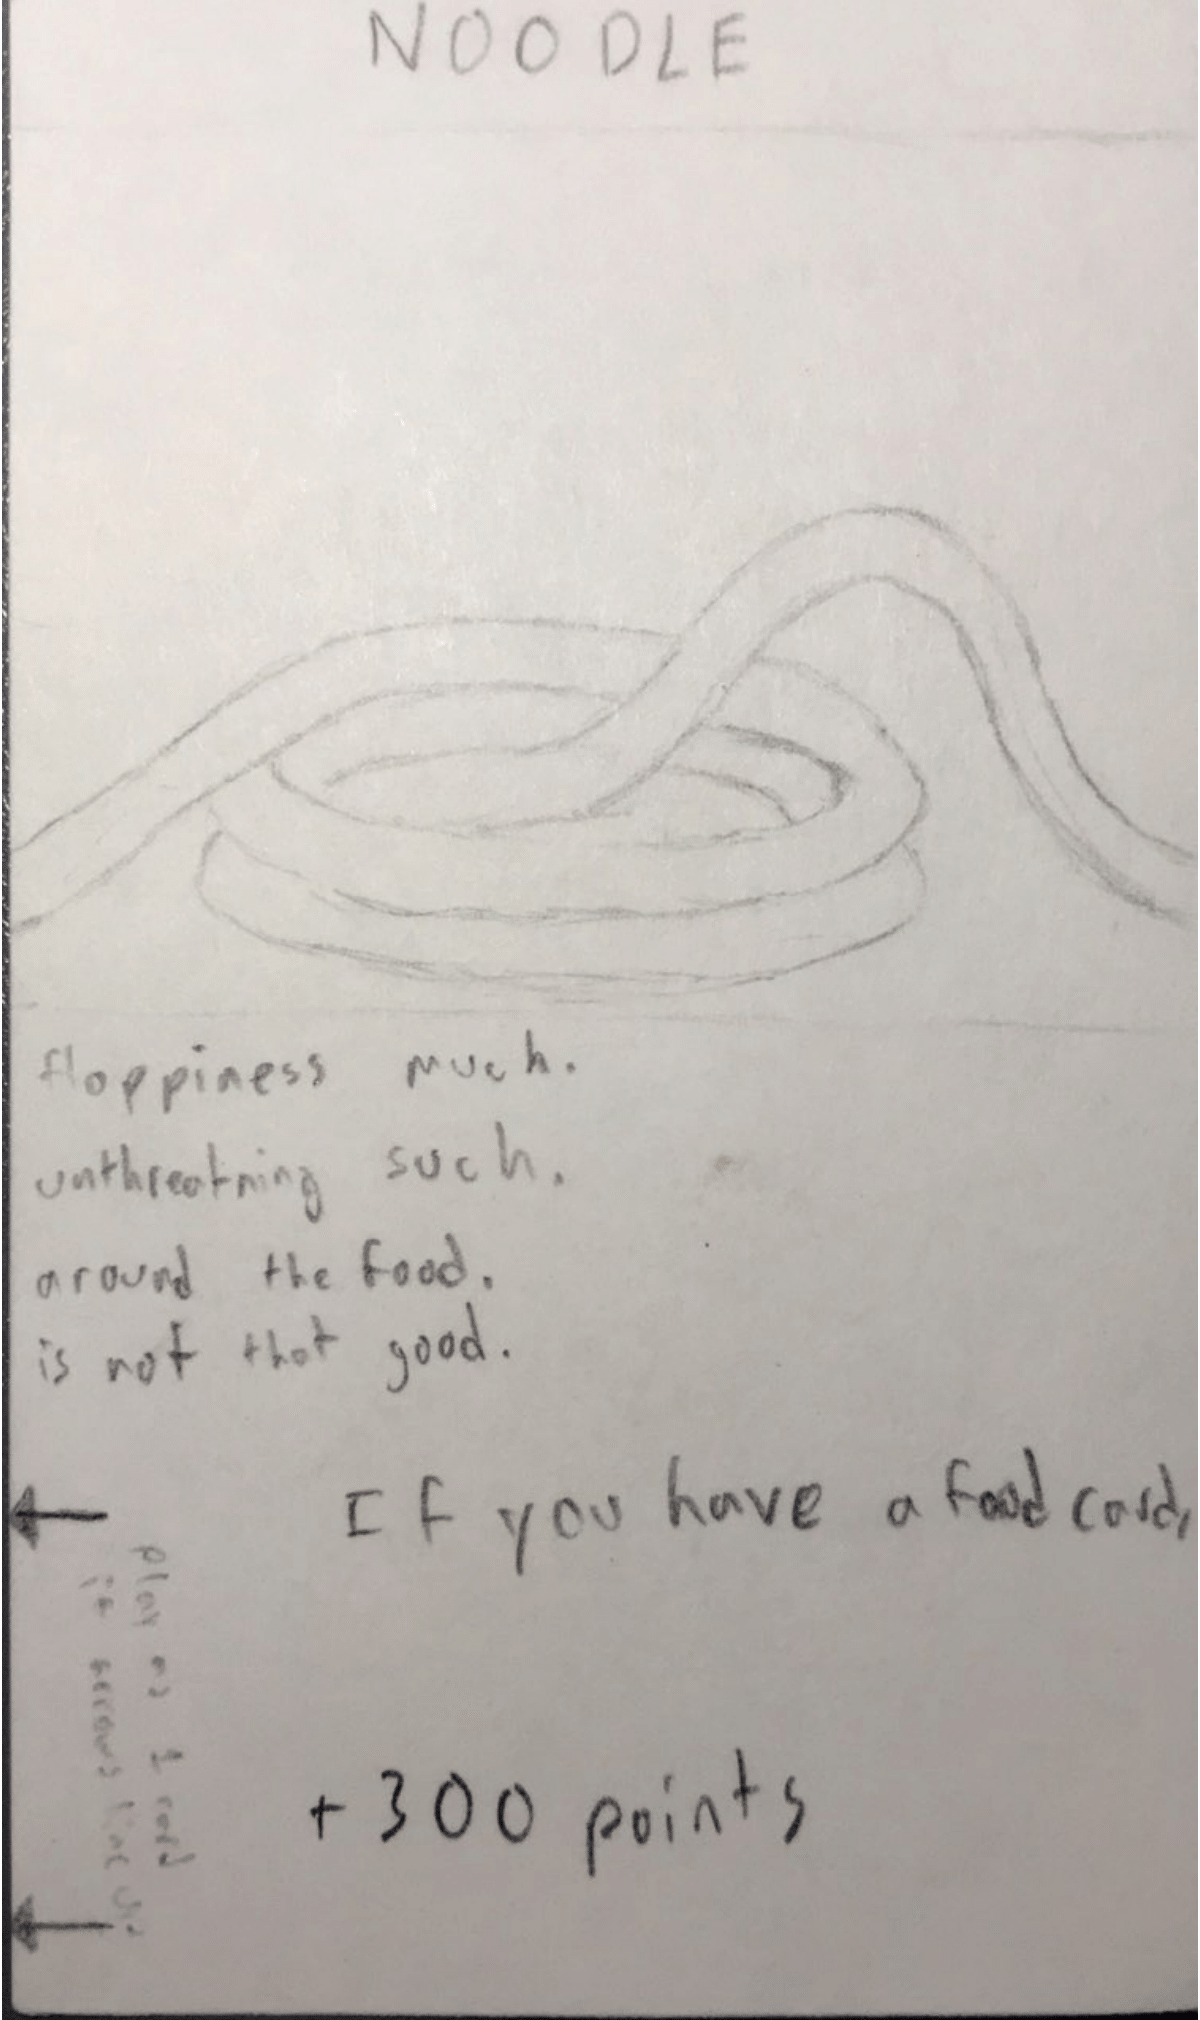 NOODLE
floppiness much.
unthreatning such.
around the food.
is not that good.
If you have a food card,
play as 1 card
if arrows line up
+300 points